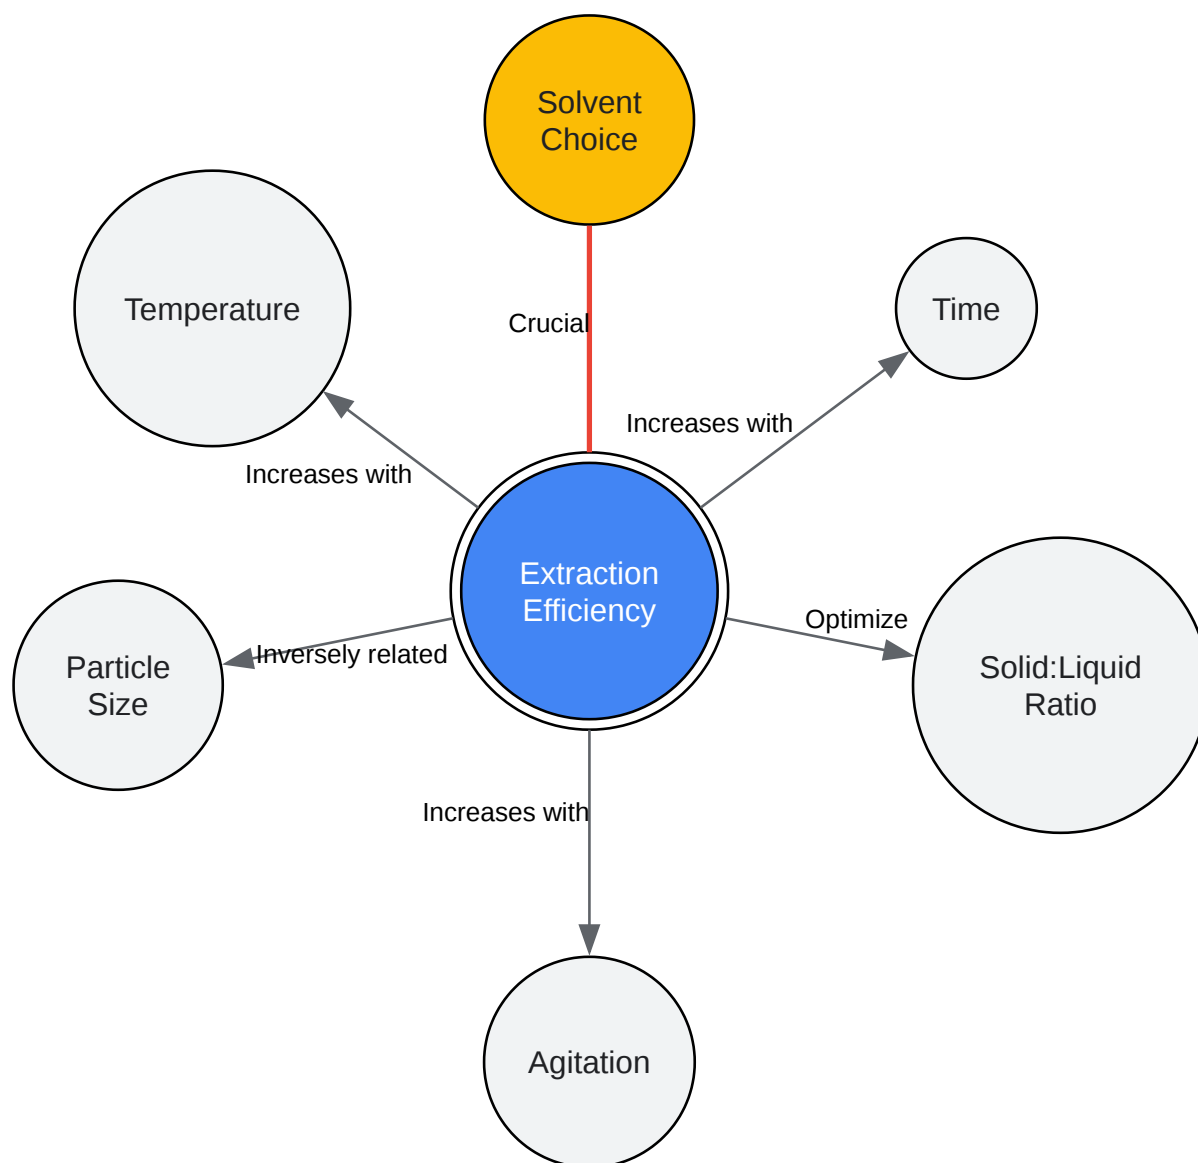 Solvent
Choice
Temperature
Time
Crucial
Increases with
Increases with
Extraction
Efficiency
Optimize
Inversely related
Particle
Size
Solid:Liquid
Ratio
Increases with
Agitation